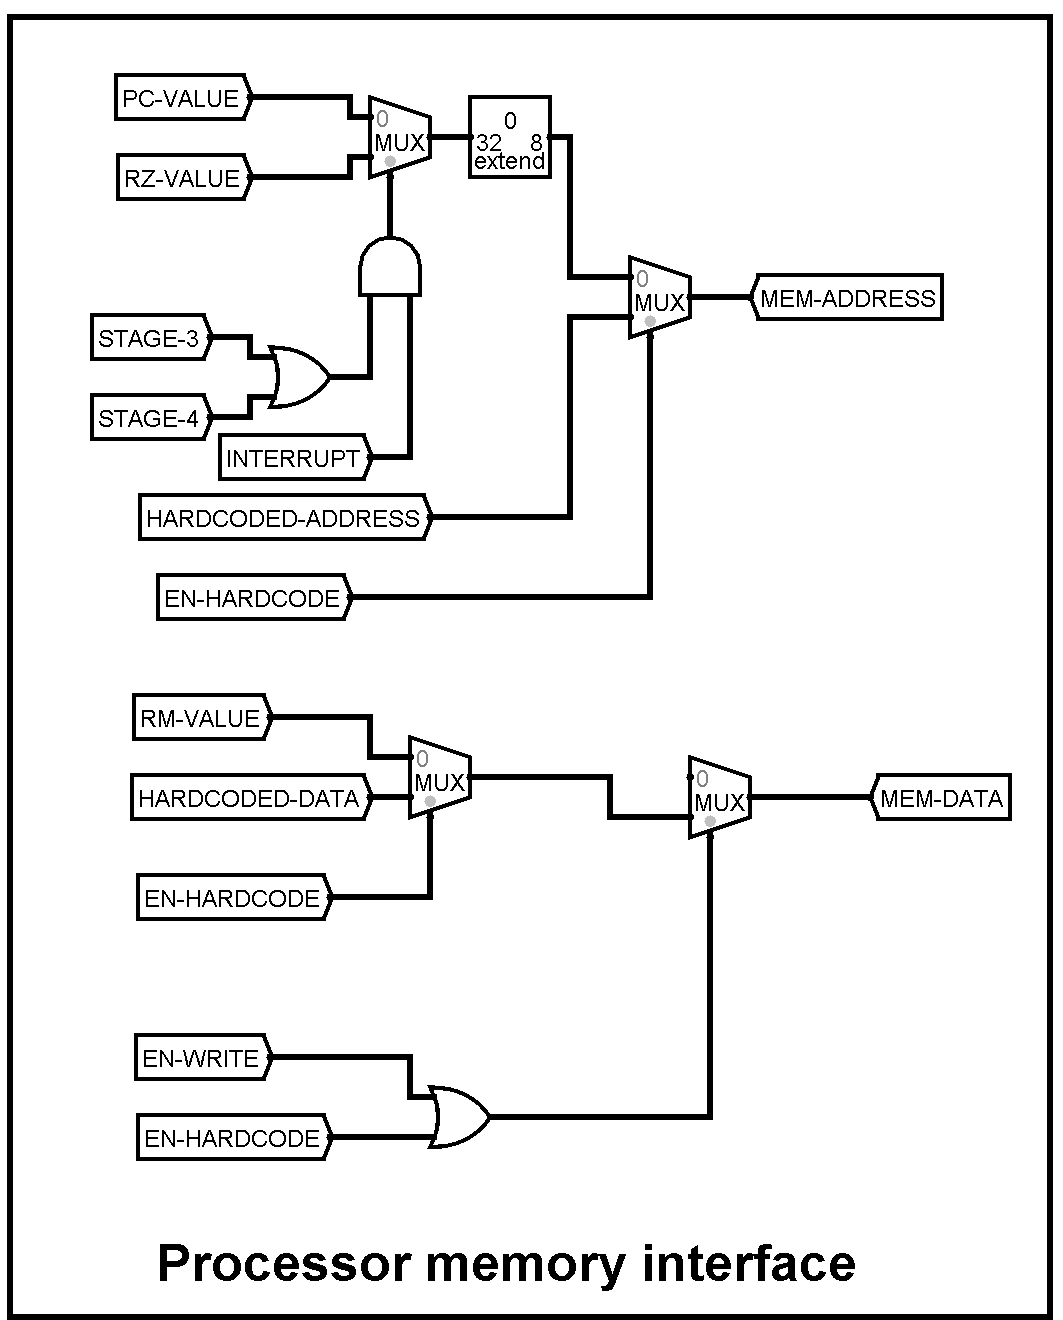 PC-VALUE
0
MUX
RZ-VALUE
0
32 8
extend
0
MUX
MEM-ADDRESS
STAGE-3
STAGE-4
INTERRUPT
HARDCODED-ADDRESS
EN-HARDCODE
RM-VALUE
0
MUX
HARDCODED-DATA
0
MUX
MEM-DATA
EN-HARDCODE
EN-WRITE
EN-HARDCODE
Processor memory interface